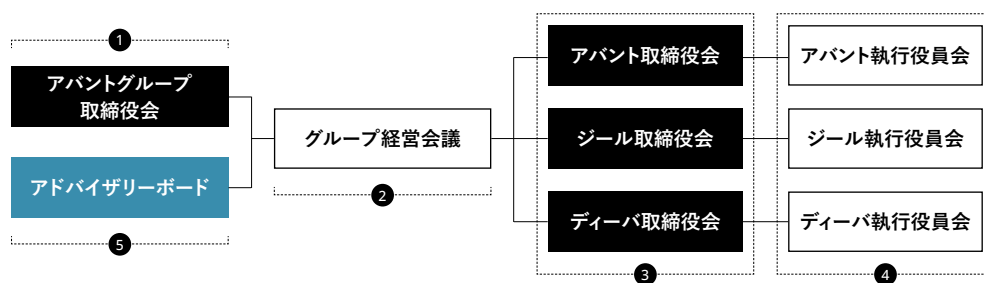 1
アバントグループ
取締役会
アドバイザリーボード
5
グループ経営会議
2
アバント取締役会
ジール取締役会
ディーバ取締役会
3
アバント執行役員会
ジール執行役員会
ディーバ執行役員会
4